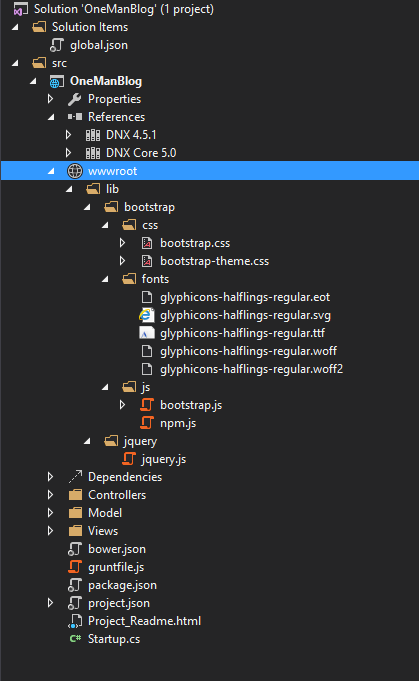 Solution 'OneManBlog' (1 project)
Solution Items
global.json
src
OneManBlog
Properties
References
DNX 4.5.1
DNX Core 5.0
wwwroot
lib
bootstrap
css
bootstrap.css
bootstrap-theme.css
fonts
glyphicons-halflings-regular.eot
glyphicons-halflings-regular.svg
glyphicons-halflings-regular.ttf
glyphicons-halflings-regular.woff
glyphicons-halflings-regular.woff2
js
bootstrap.js
npm.js
jquery
jquery.js
Dependencies
Controllers
Model
Views
bower.json
gruntfile.js
package.json
project.json
Project_Readme.html
C# Startup.cs